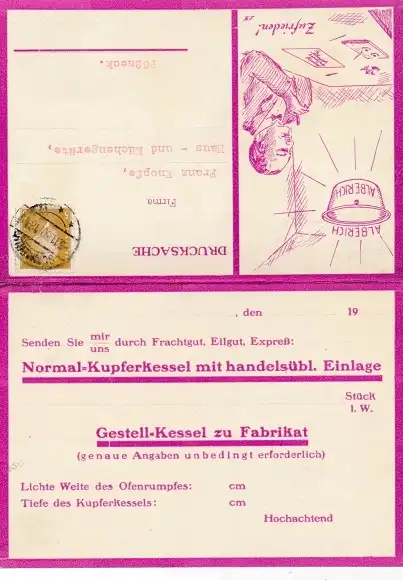 DRUCKSACHE
Firma
Franz Knopfe,
Haus - und Küchengeräte,
Pößneck.
Zufrieden!
ALBERICH
ALBERICH
, den 19
Senden Sie mir/uns durch Frachtgut, Eilgut, Expreß:
Normal-Kupferkessel mit handelsübl. Einlage
Stück
i. W.
Gestell-Kessel zu Fabrikat
(genaue Angaben unbedingt erforderlich)
Lichte Weite des Ofenrumpfes: cm
Tiefe des Kupferkessels: cm
Hochachtend